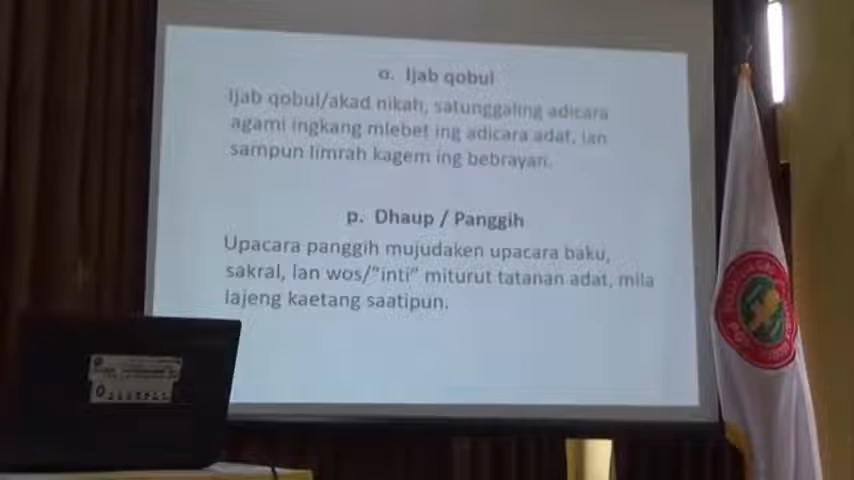 o. Ijab qobul
Ijab qobul/akad nikah, satunggaling adicara
agami ingkang mlebet ing adicara adat, lan
sampun limrah kagem ing bebrayan.
p. Dhaup / Panggih
Upacara panggih mujudaken upacara baku,
sakral, lan wos/"inti" miturut tatanan adat, mila
lajeng kaetang saatipun.